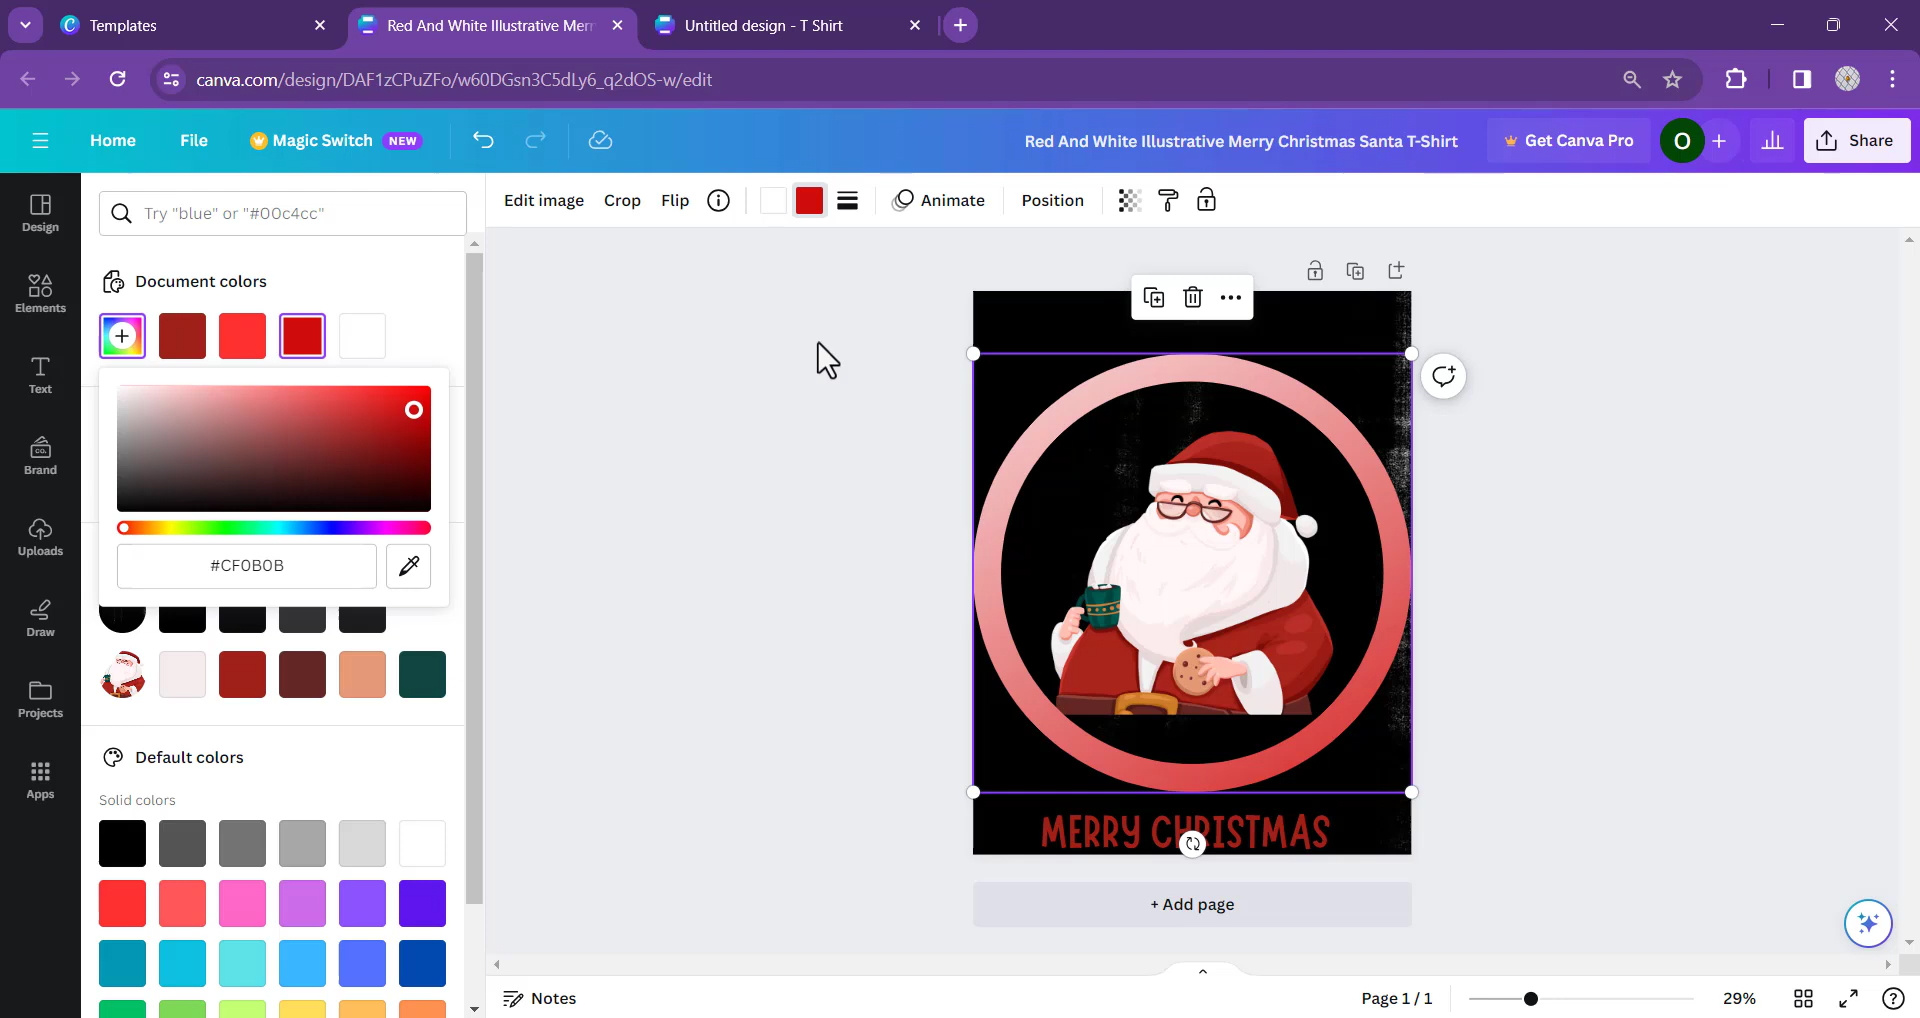 Templates
Red And White Illustrative Merr
Untitled design - T Shirt
canva.com/design/DAF1zCPuZFo/w60DGsn3C5dLy6_q2dOS-w/edit
Home
File
Magic Switch NEW
Red And White Illustrative Merry Christmas Santa T-Shirt
Get Canva Pro
O
Share
Design
Elements
Text
Brand
Uploads
Draw
Projects
Apps
Try "blue" or "#00c4cc"
Document colors
#CF0B0B
Default colors
Solid colors
Edit image
Crop
Flip
Animate
Position
MERRY CHRISTMAS
+ Add page
Notes
Page 1 / 1
29%